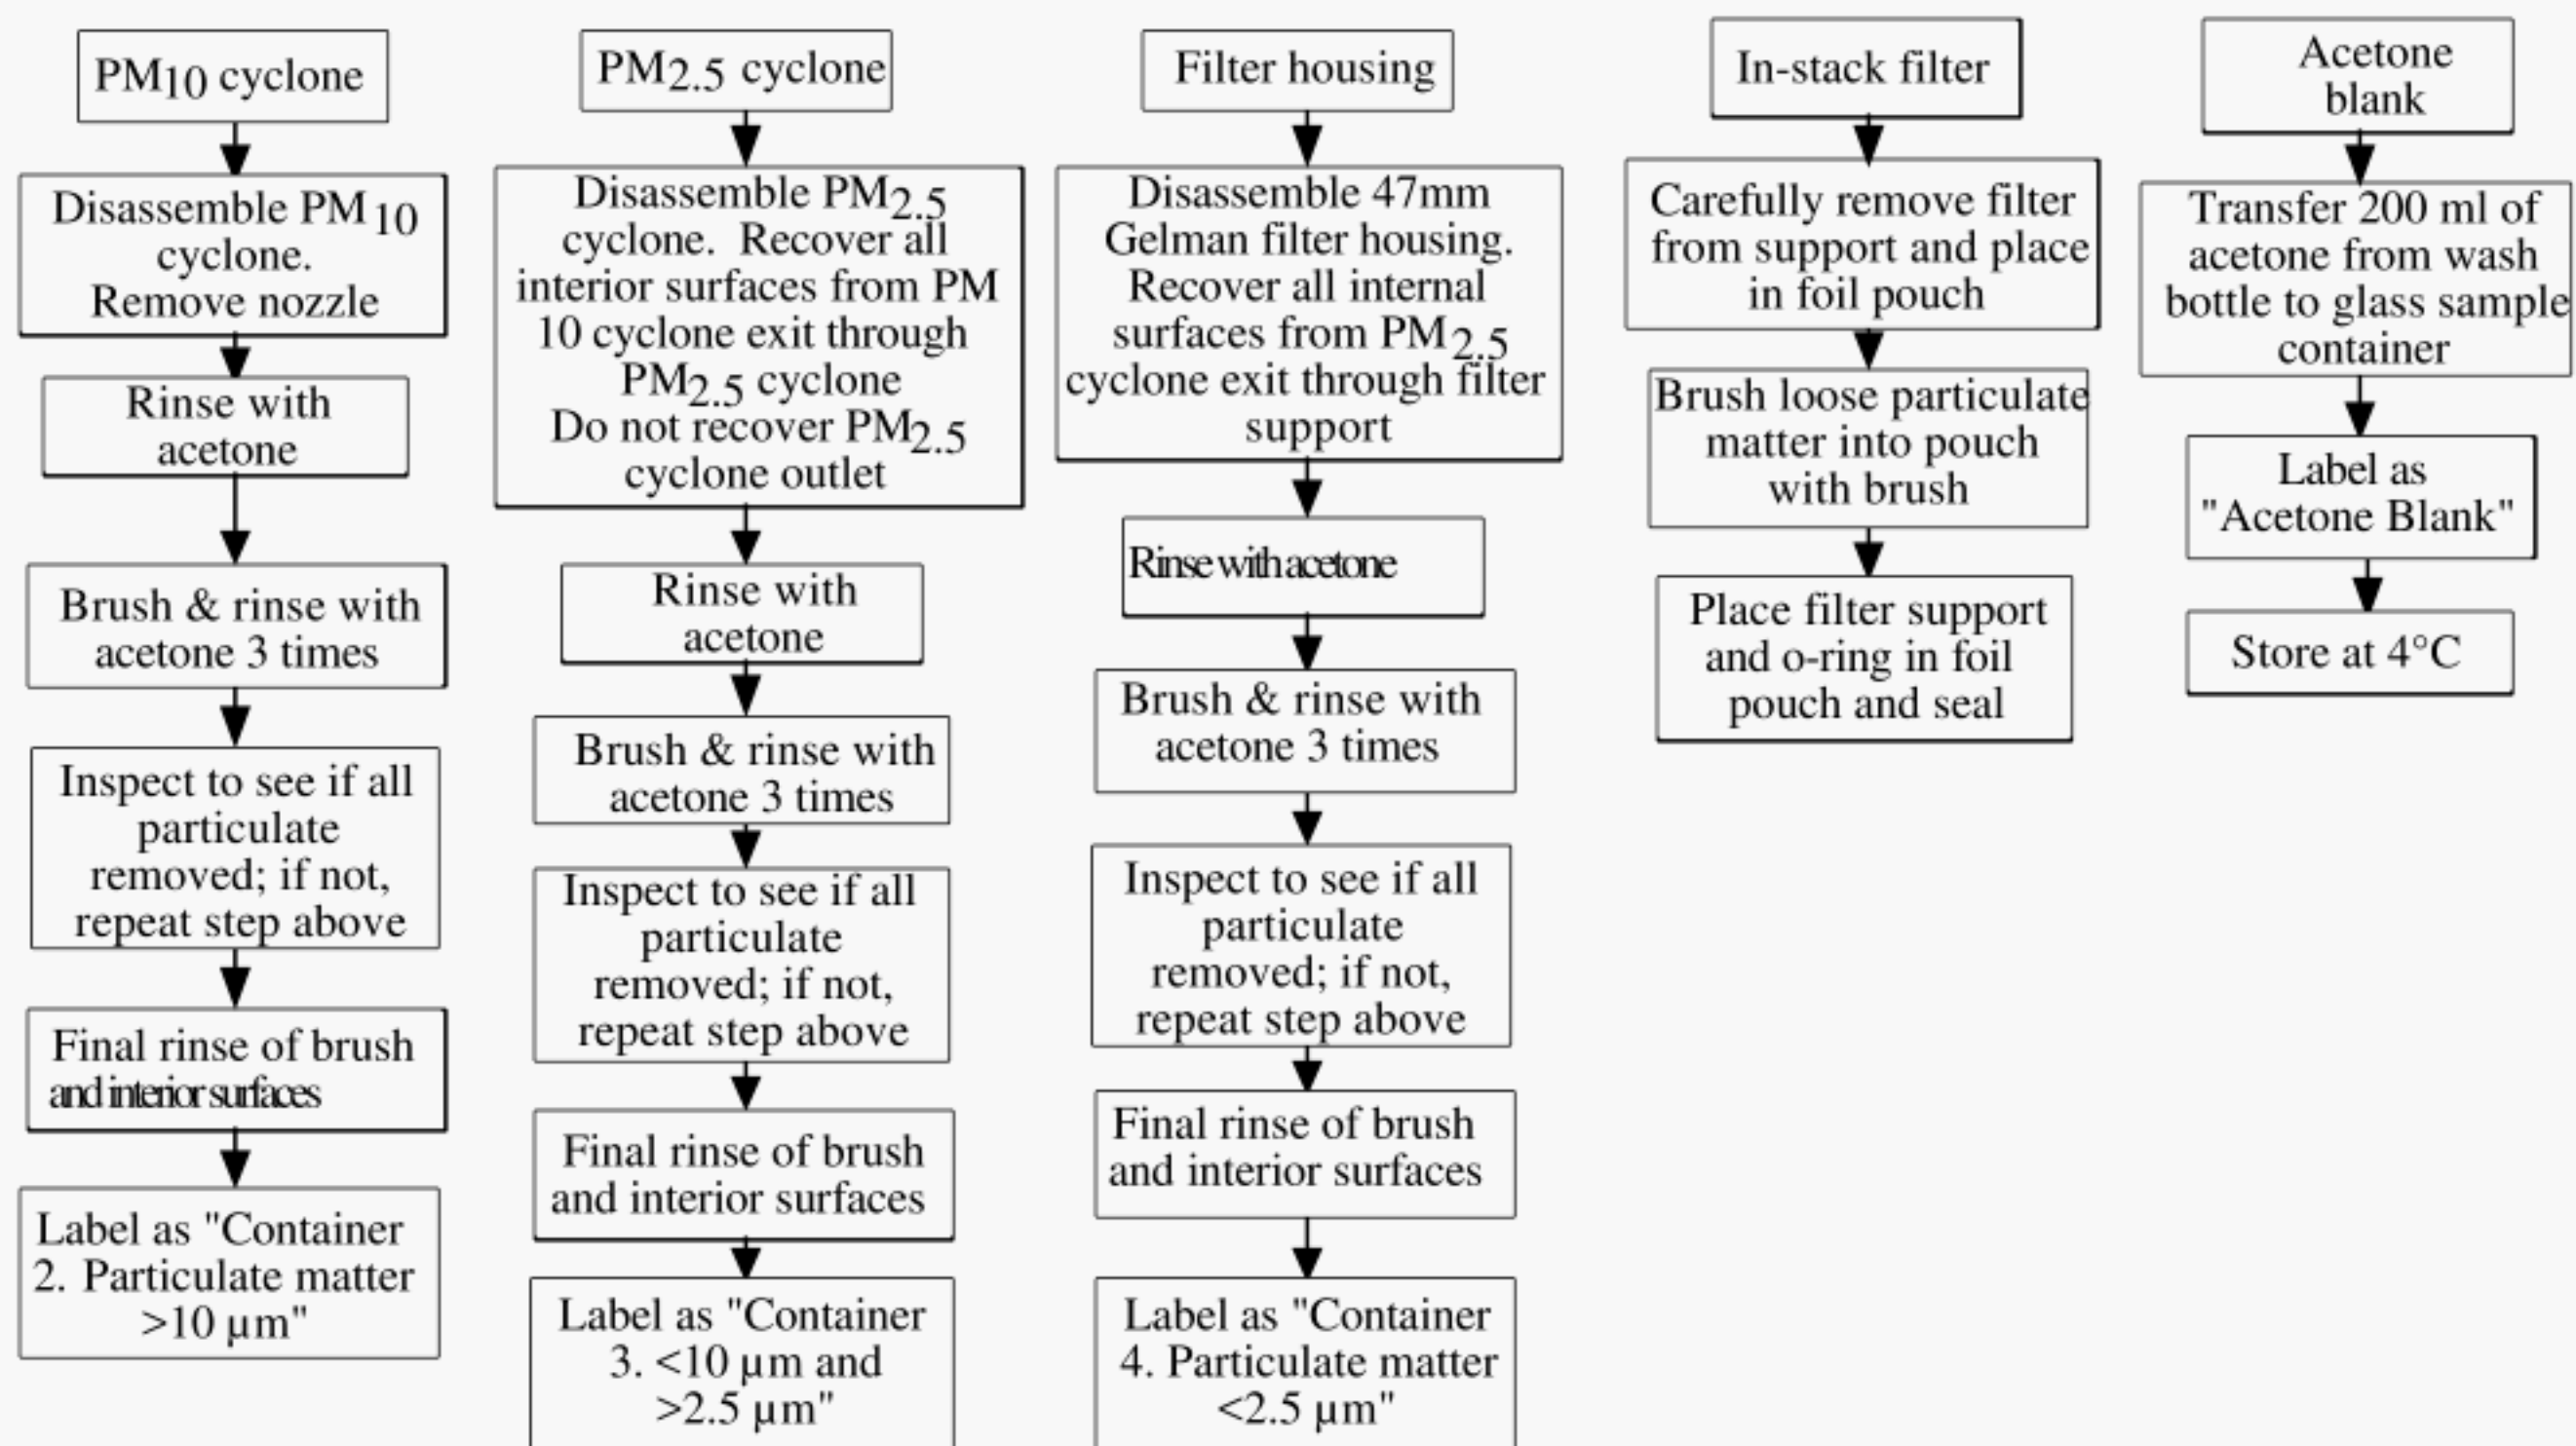 PM10 cyclone
Disassemble PM10
cyclone.
Remove nozzle
Rinse with
acetone
Brush & rinse with
acetone 3 times
Inspect to see if all
particulate
removed; if not,
repeat step above
Final rinse of brush
and interior surfaces
Label as "Container
2. Particulate matter
>10 µm"
PM2.5 cyclone
Disassemble PM2.5
cyclone. Recover all
interior surfaces from PM
10 cyclone exit through
PM2.5 cyclone
Do not recover PM2.5
cyclone outlet
Rinse with
acetone
Brush & rinse with
acetone 3 times
Inspect to see if all
particulate
removed; if not,
repeat step above
Final rinse of brush
and interior surfaces
Label as "Container
3. <10 µm and
>2.5 µm"
Filter housing
Disassemble 47mm
Gelman filter housing.
Recover all internal
surfaces from PM2.5
cyclone exit through filter
support
Rinse with acetone
Brush & rinse with
acetone 3 times
Inspect to see if all
particulate
removed; if not,
repeat step above
Final rinse of brush
and interior surfaces
Label as "Container
4. Particulate matter
<2.5 µm"
In-stack filter
Carefully remove filter
from support and place
in foil pouch
Brush loose particulate
matter into pouch
with brush
Place filter support
and o-ring in foil
pouch and seal
Acetone
blank
Transfer 200 ml of
acetone from wash
bottle to glass sample
container
Label as
"Acetone Blank"
Store at 4°C